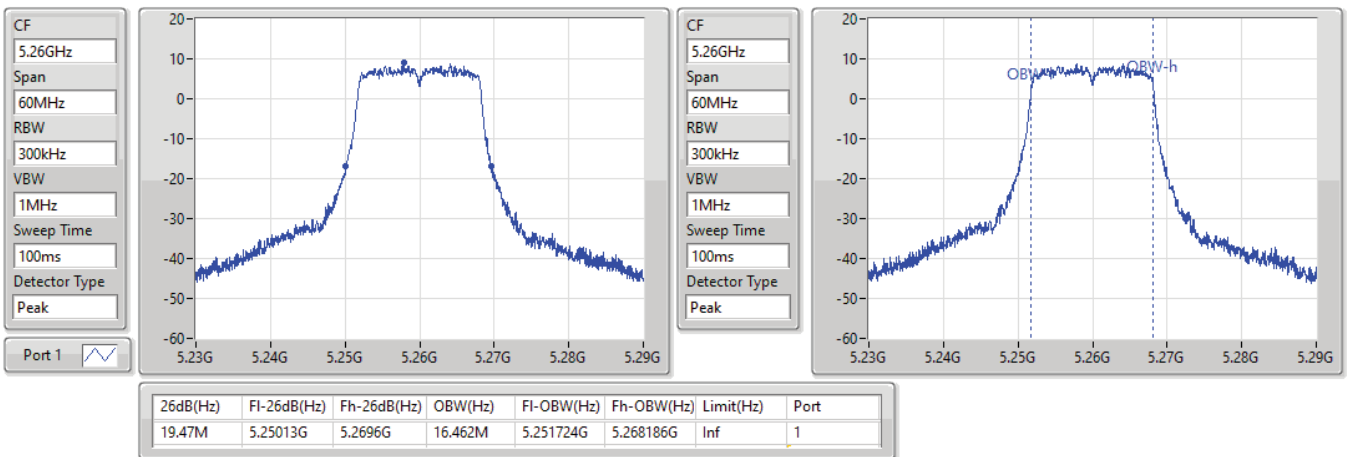 CF
5.26GHz
Span
60MHz
RBW
300kHz
VBW
1MHz
Sweep Time
100ms
Detector Type
Peak
Port 1
20
10
0
-10
-20
-30
-40
-50
-60
5.23G 5.24G 5.25G 5.26G 5.27G 5.28G 5.29G
CF
5.26GHz
Span
60MHz
RBW
300kHz
VBW
1MHz
Sweep Time
100ms
Detector Type
Peak
20
10
0
-10
-20
-30
-40
-50
-60
OBW-h
5.23G 5.24G 5.25G 5.26G 5.27G 5.28G 5.29G
26dB(Hz) Fl-26dB(Hz) Fh-26dB(Hz) OBW(Hz) Fl-OBW(Hz) Fh-OBW(Hz) Limit(Hz) Port
19.47M 5.25013G 5.2696G 16.462M 5.251724G 5.268186G Inf 1